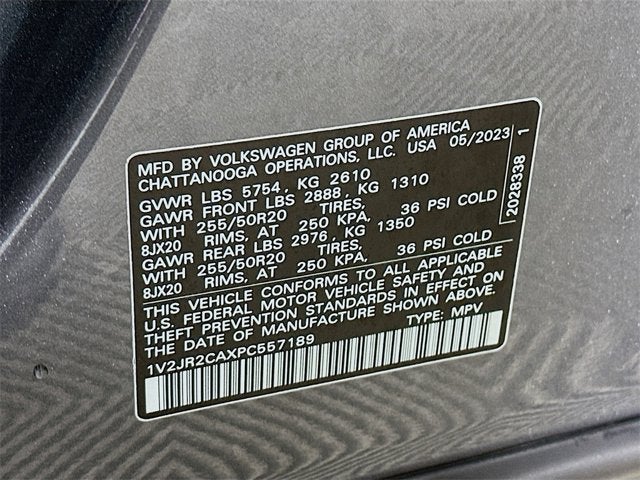 MFD BY VOLKSWAGEN GROUP OF AMERICA
CHATTANOOGA OPERATIONS, LLC. USA 05/2023
GVWR LBS 5754, KG 2610
GAWR FRONT LBS 2888, KG 1310
WITH 255/50R20 TIRES,
8JX20 RIMS, AT 250 KPA, 36 PSI COLD
GAWR REAR LBS 2976, KG 1350
WITH 255/50R20 TIRES,
8JX20 RIMS, AT 250 KPA, 36 PSI COLD
THIS VEHICLE CONFORMS TO ALL APPLICABLE
U.S. FEDERAL MOTOR VEHICLE SAFETY AND
THEFT PREVENTION STANDARDS IN EFFECT ON
THE DATE OF MANUFACTURE SHOWN ABOVE.
1V2JR2CAXPC557189 TYPE: MPV
2028338 1